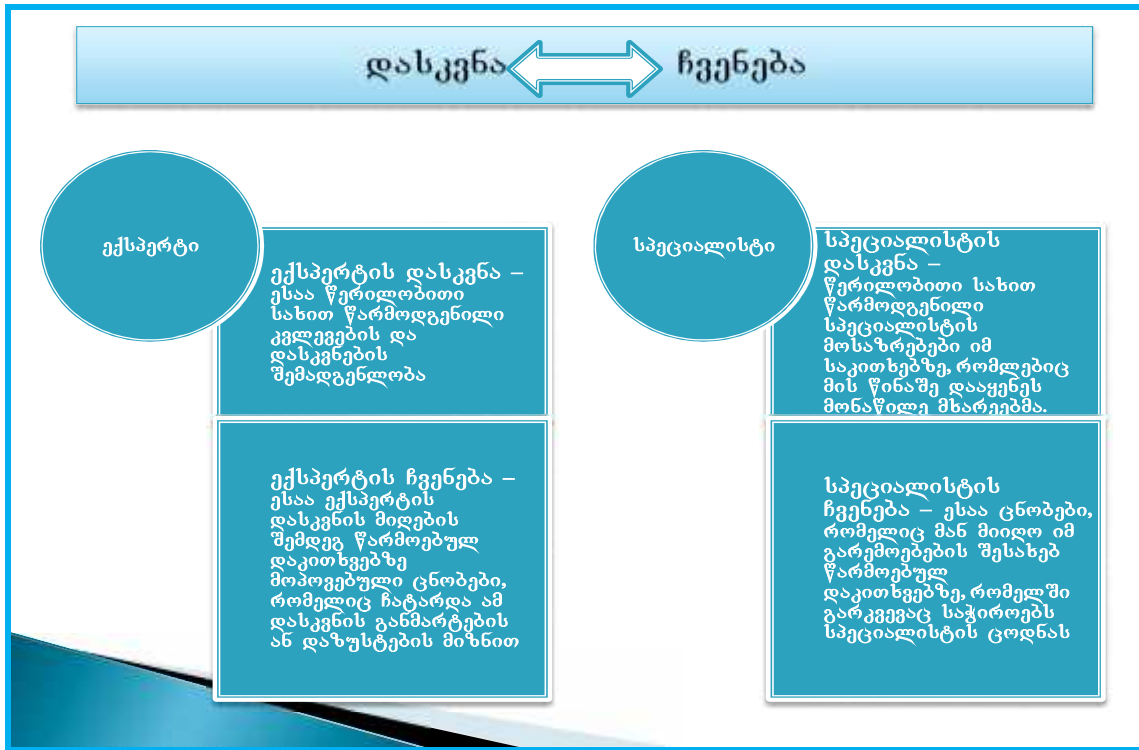 დასკვნა ჩვენება
ექსპერტი
ექსპერტის დასკვნა –
ესაა წერილობითი
სახით წარმოდგენილი
კვლევების და
დასკვნების
შემადგენლობა
ექსპერტის ჩვენება –
ესაა ექსპერტის
დასკვნის მიღების
შემდეგ წარმოებულ
დაკითხვებზე
მოპოვებული ცნობები,
რომელიც ჩატარდა ამ
დასკვნის განმარტების
ან დაზუსტების მიზნით
სპეციალისტი
სპეციალისტის
დასკვნა –
წერილობითი სახით
წარმოდგენილი
სპეციალისტის
მოსაზრებები იმ
საკითხებზე, რომლებიც
მის წინაშე დააყენეს
მონაწილე მხარეებმა.
სპეციალისტის
ჩვენება – ესაა ცნობები,
რომელიც მან მიიღო იმ
გარემოებების შესახებ
წარმოებულ
დაკითხვებზე, რომელში
გარკვევაც საჭიროებს
სპეციალისტის ცოდნას